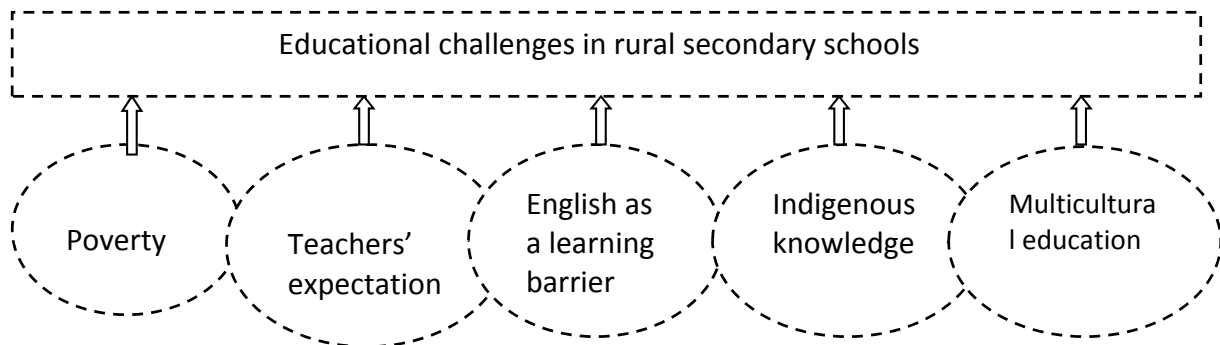 Educational challenges in rural secondary schools
Poverty
Teachers’
expectation
English as
a learning
barrier
Indigenous
knowledge
Multicultura
l education